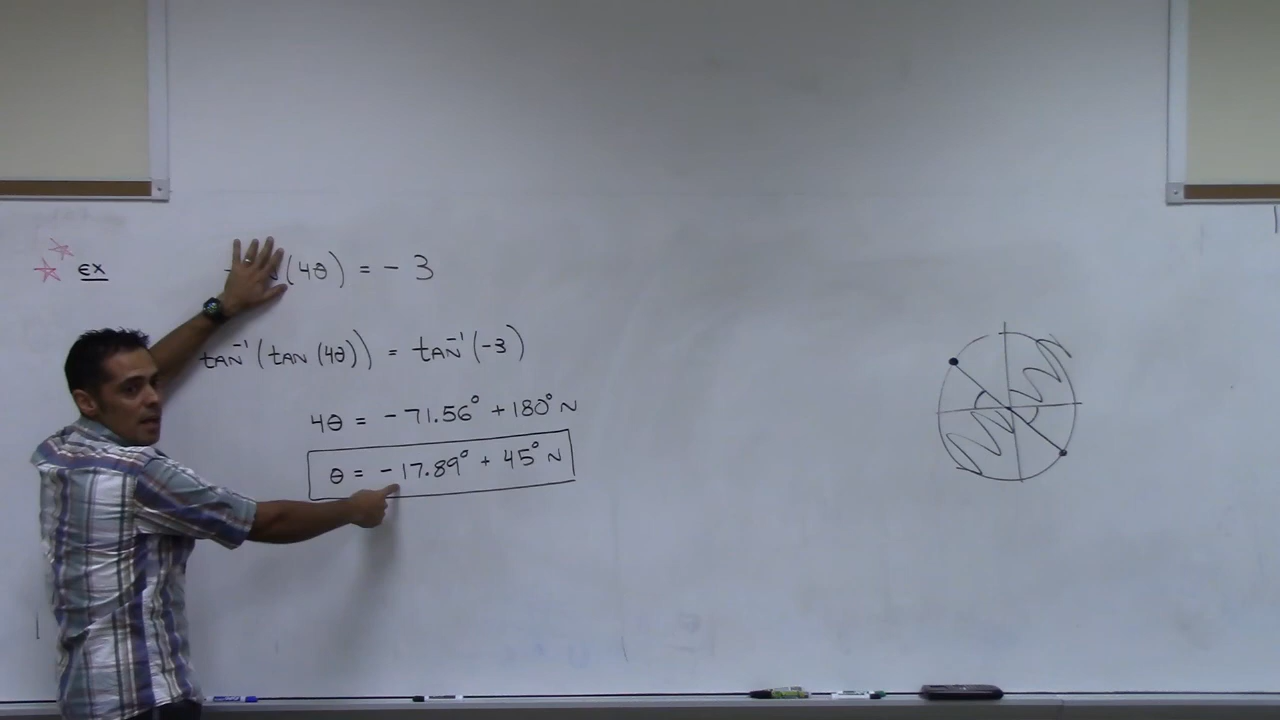 ex
(4θ) = - 3
tan⁻¹(tan(4θ)) = tan⁻¹(-3)
4θ = -71.56° + 180° N
θ = -17.89° + 45° N